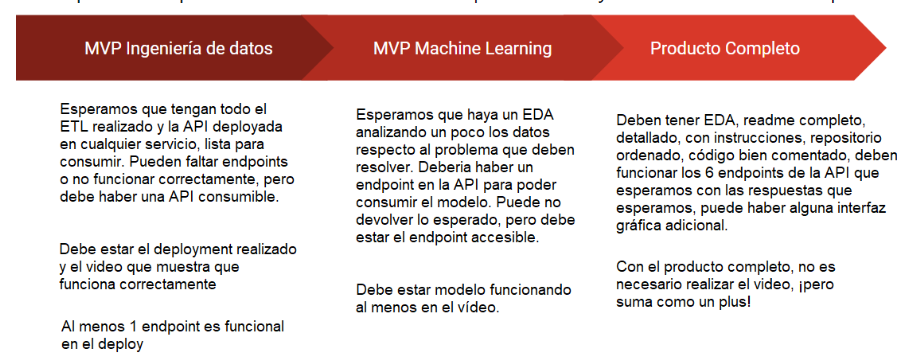 MVP Ingeniería de datos
Esperamos que tengan todo el
ETL realizado y la API deployada
en cualquier servicio, lista para
consumir. Pueden faltar endpoints
o no funcionar correctamente, pero
debe haber una API consumible.
Debe estar el deployment realizado
y el video que muestra que
funciona correctamente
Al menos 1 endpoint es funcional
en el deploy
MVP Machine Learning
Esperamos que haya un EDA
analizando un poco los datos
respecto al problema que deben
resolver. Deberia haber un
endpoint en la API para poder
consumir el modelo. Puede no
devolver lo esperado, pero debe
estar el endpoint accesible.
Debe estar modelo funcionando
al menos en el vídeo.
Producto Completo
Deben tener EDA, readme completo,
detallado, con instrucciones, repositorio
ordenado, código bien comentado, deben
funcionar los 6 endpoints de la API que
esperamos con las respuestas que
esperamos, puede haber alguna interfaz
gráfica adicional.
Con el producto completo, no es
necesario realizar el video, ¡pero
suma como un plus!